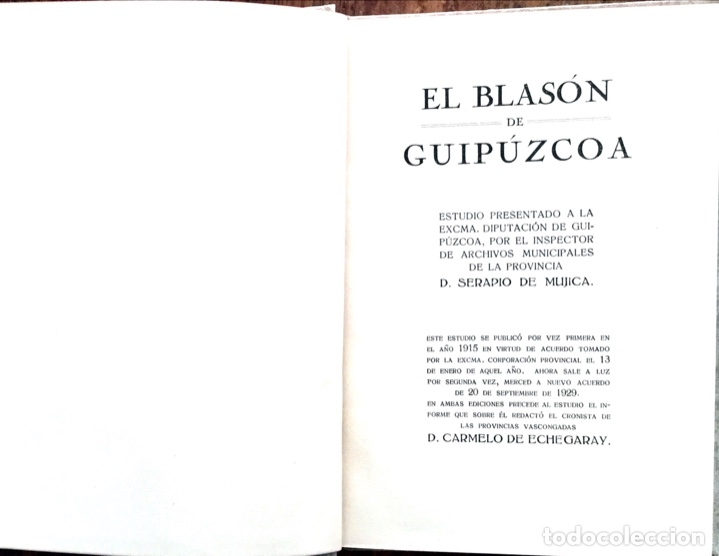 EL BLASÓN
DE
GUIPÚZCOA
ESTUDIO PRESENTADO A LA
EXCMA. DIPUTACIÓN DE GUI-
PÚZCOA, POR EL INSPECTOR
DE ARCHIVOS MUNICIPALES
DE LA PROVINCIA
D. SERAPIO DE MUJICA.
ESTE ESTUDIO SE PUBLICÓ POR VEZ PRIMERA EN
EL AÑO 1915 EN VIRTUD DE ACUERDO TOMADO
POR LA EXCMA. CORPORACIÓN PROVINCIAL EL 13
DE ENERO DE AQUEL AÑO. AHORA SALE A LUZ
POR SEGUNDA VEZ, MERCED A NUEVO ACUERDO
DE 20 DE SEPTIEMBRE DE 1929.
EN AMBAS EDICIONES PRECEDE AL ESTUDIO EL IN-
FORME QUE SOBRE ÉL REDACTÓ EL CRONISTA DE
LAS PROVINCIAS VASCONGADAS
D. CARMELO DE ECHEGARAY.
todocoleccion